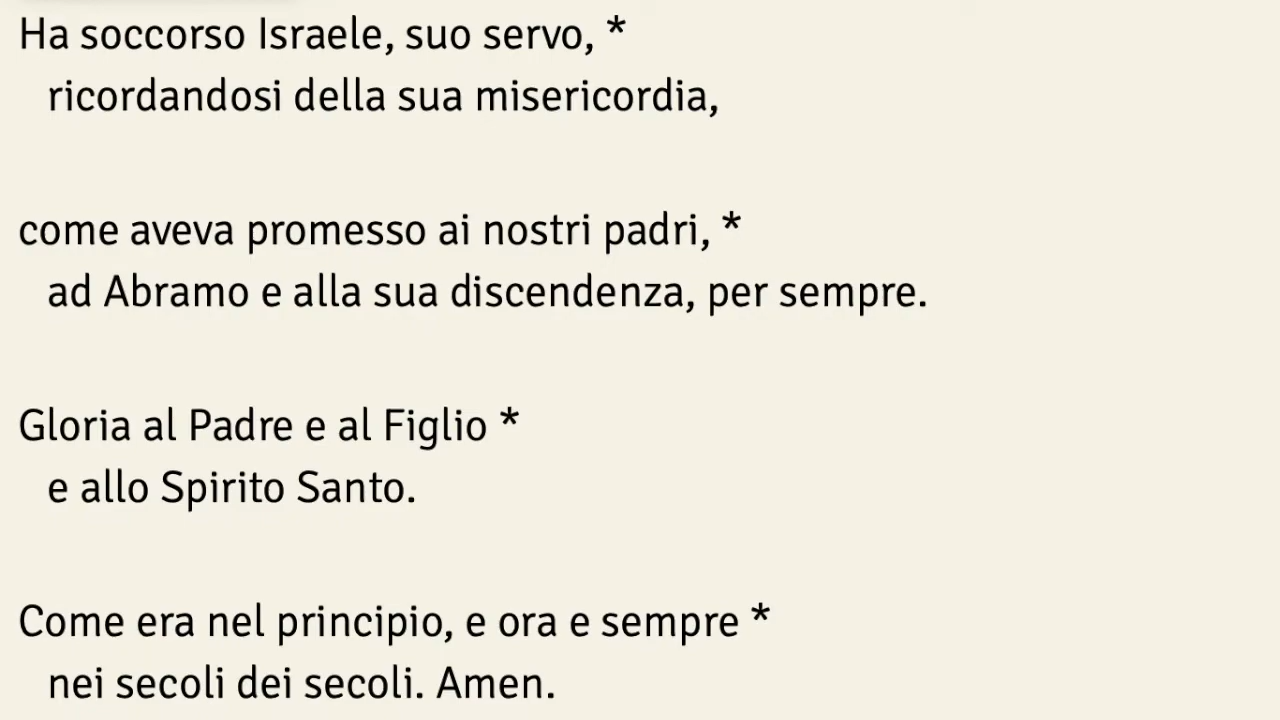 Ha soccorso Israele, suo servo, *
ricordandosi della sua misericordia,
come aveva promesso ai nostri padri, *
ad Abramo e alla sua discendenza, per sempre.
Gloria al Padre e al Figlio *
e allo Spirito Santo.
Come era nel principio, e ora e sempre *
nei secoli dei secoli. Amen.